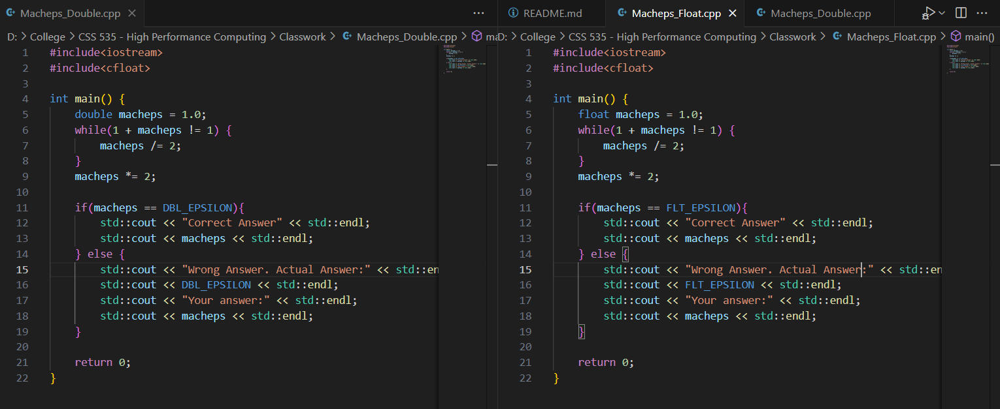 Macheps_Double.cpp
D: > College > CSS 535 - High Performance Computing > Classwork > Macheps_Double.cpp > ma
1 #include<iostream>
2 #include<cfloat>
3
4 int main() {
5     double macheps = 1.0;
6     while(1 + macheps != 1) {
7         macheps /= 2;
8     }
9     macheps *= 2;
10
11     if(macheps == DBL_EPSILON){
12         std::cout << "Correct Answer" << std::endl;
13         std::cout << macheps << std::endl;
14     } else {
15         std::cout << "Wrong Answer. Actual Answer:" << std::en
16         std::cout << DBL_EPSILON << std::endl;
17         std::cout << "Your answer:" << std::endl;
18         std::cout << macheps << std::endl;
19     }
20
21     return 0;
22 }
README.md Macheps_Float.cpp Macheps_Double.cpp
D: > College > CSS 535 - High Performance Computing > Classwork > Macheps_Float.cpp > main()
1 #include<iostream>
2 #include<cfloat>
3
4 int main() {
5     float macheps = 1.0;
6     while(1 + macheps != 1) {
7         macheps /= 2;
8     }
9     macheps *= 2;
10
11     if(macheps == FLT_EPSILON){
12         std::cout << "Correct Answer" << std::endl;
13         std::cout << macheps << std::endl;
14     } else {
15         std::cout << "Wrong Answer. Actual Answer:" << std::en
16         std::cout << FLT_EPSILON << std::endl;
17         std::cout << "Your answer:" << std::endl;
18         std::cout << macheps << std::endl;
19     }
20
21     return 0;
22 }